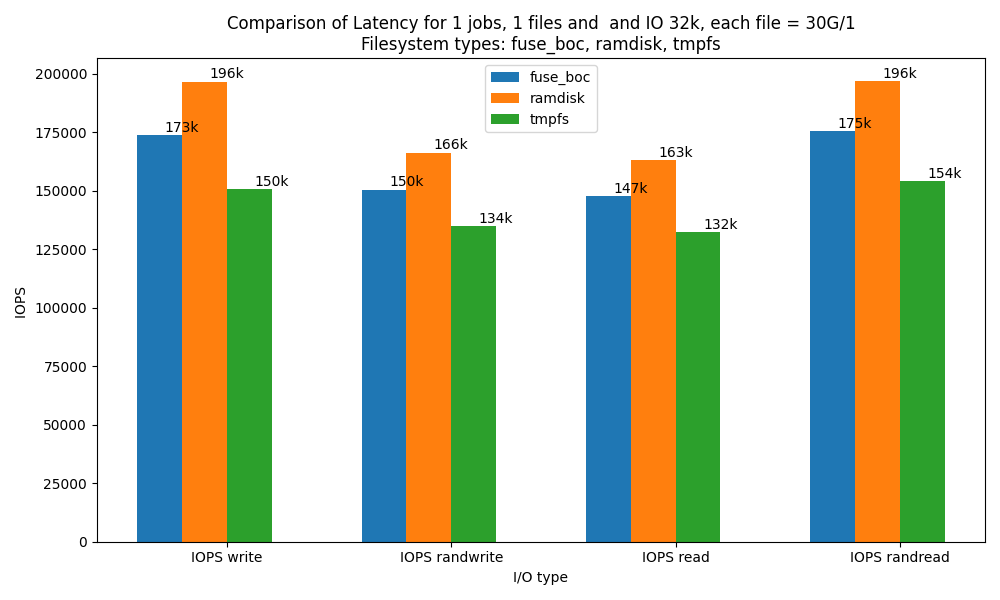 Comparison of Latency for 1 jobs, 1 files and  and IO 32k, each file = 30G/1
Filesystem types: fuse_boc, ramdisk, tmpfs
fuse_boc
ramdisk
tmpfs
IOPS
200000
175000
150000
125000
100000
75000
50000
25000
0
173k
196k
150k
150k
166k
134k
147k
163k
132k
175k
196k
154k
IOPS write
IOPS randwrite
IOPS read
IOPS randread
I/O type